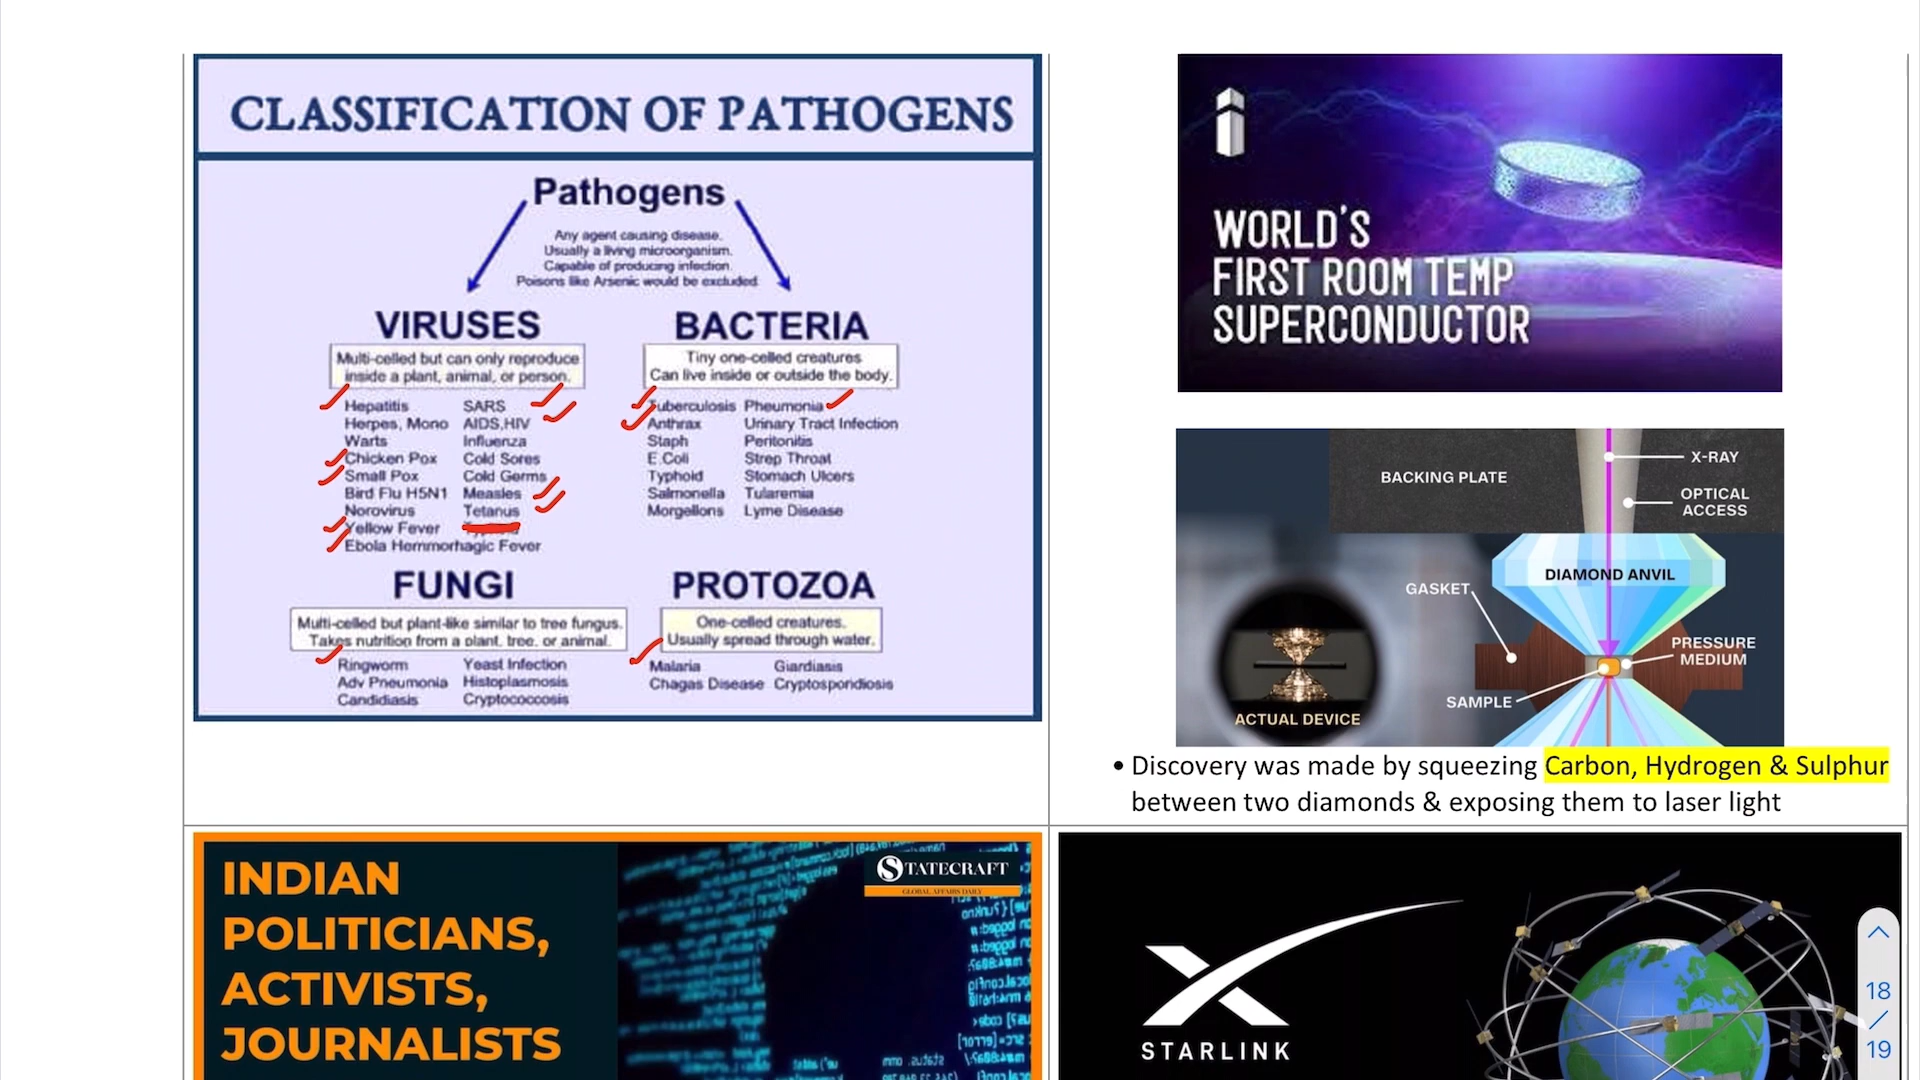 CLASSIFICATION OF PATHOGENS
Pathogens
Any agent causing disease.
Usually a living microorganism.
Capable of producing infection.
Poisons like Arsenic would be excluded
VIRUSES
Multi-celled but can only reproduce
inside a plant, animal, or person.
Hepatitis SARS
Herpes, Mono AIDS,HIV
Warts Influenza
Chicken Pox Cold Sores
Small Pox Cold Germs
Bird Flu H5N1 Measles
Norovirus Tetanus
Yellow Fever
Ebola Hemmorhagic Fever
BACTERIA
Tiny one-celled creatures
Can live inside or outside the body.
Tuberculosis Pheumonia
Anthrax Urinary Tract Infection
Staph Peritonitis
E.Coli Strep Throat
Typhoid Stomach Ulcers
Salmonella Tularemia
Morgellons Lyme Disease
FUNGI
Multi-celled but plant-like similar to tree fungus.
Takes nutrition from a plant, tree, or animal.
Ringworm Yeast Infection
Adv Pneumonia Histoplasmosis
Candidiasis Cryptococcosis
PROTOZOA
One-celled creatures.
Usually spread through water.
Malaria Giardiasis
Chagas Disease Cryptospondiosis
WORLD'S
FIRST ROOM TEMP
SUPERCONDUCTOR
BACKING PLATE
X-RAY
OPTICAL
ACCESS
DIAMOND ANVIL
GASKET
PRESSURE
MEDIUM
SAMPLE
ACTUAL DEVICE
• Discovery was made by squeezing Carbon, Hydrogen & Sulphur
between two diamonds & exposing them to laser light
INDIAN
POLITICIANS,
ACTIVISTS,
JOURNALISTS
STATECRAFT
GLOBAL AFFAIRS DAILY
STARLINK
18
/
19